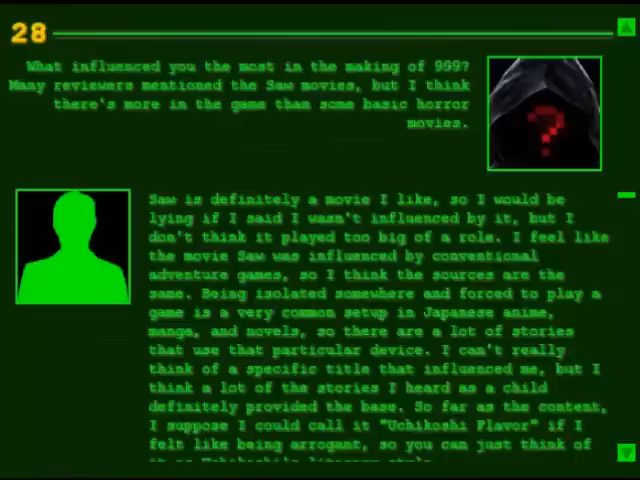 28
What influenced you the most in the making of 999?
Many reviewers mentioned the Saw movies, but I think
there's more in the game than some basic horror
movies.
?
Saw is definitely a movie I like, so I would be
lying if I said I wasn't influenced by it, but I
don't think it played too big of a role. I feel like
the movie Saw was influenced by conventional
adventure games, so I think the sources are the
same. Being isolated somewhere and forced to play a
game is a very common setup in Japanese anime,
manga, and novels, so there are a lot of stories
that use that particular device. I can't really
think of a specific title that influenced me, but I
think a lot of the stories I heard as a child
definitely provided the base. So far as the content,
I suppose I could call it "Uchikoshi Flavor" if I
felt like being arrogant, so you can just think of
it as Uchikoshi's literary style.